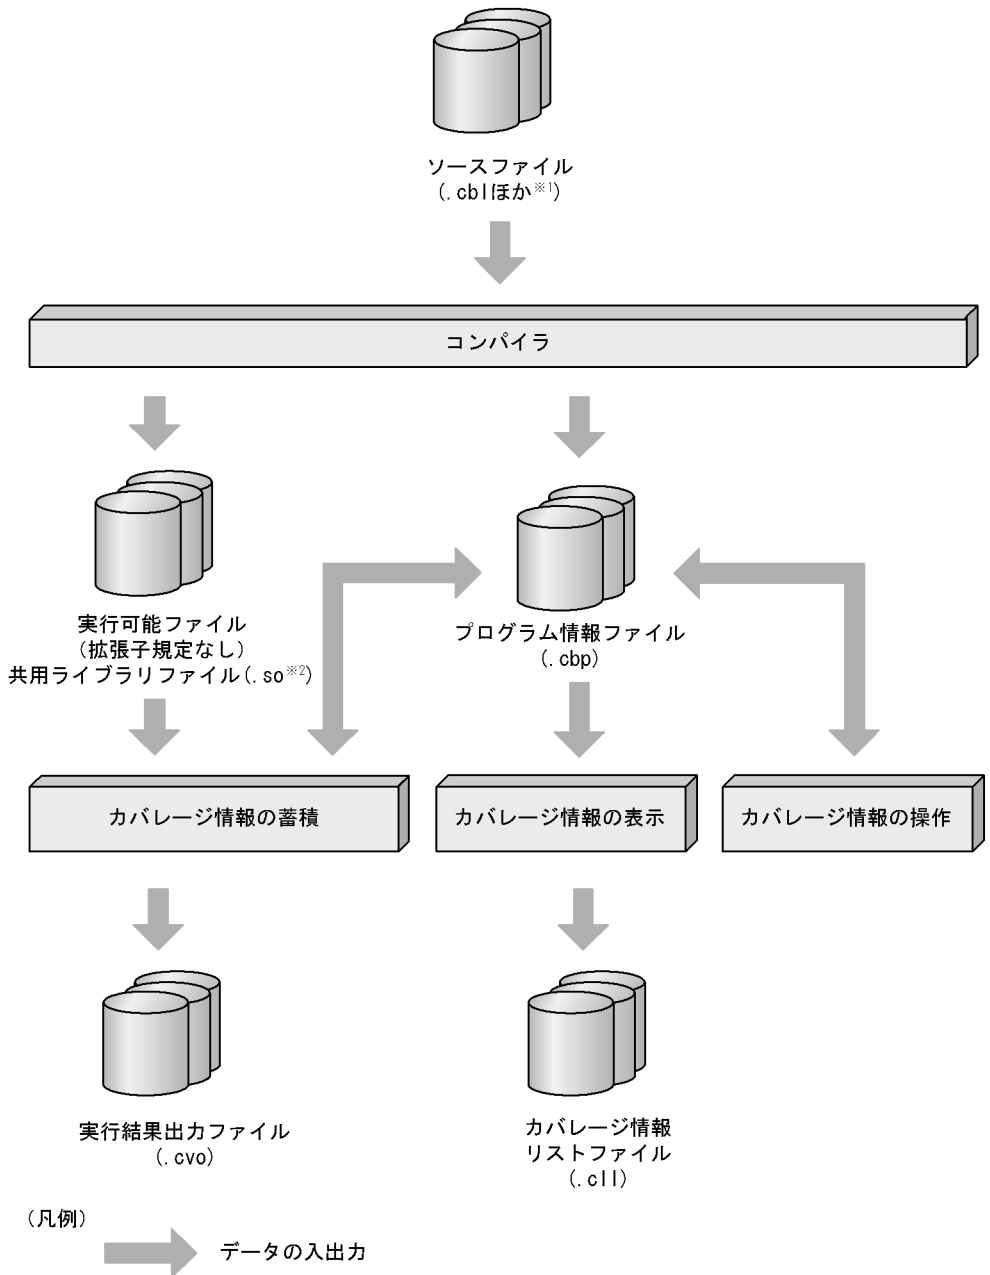 ソースファイル
(.cblほか※1)
コンパイラ
実行可能ファイル
(拡張子規定なし)
共用ライブラリファイル(.so※2)
プログラム情報ファイル
(.cbp)
カバレージ情報の蓄積
カバレージ情報の表示
カバレージ情報の操作
実行結果出力ファイル
(.cvo)
カバレージ情報
リストファイル
(.cll)
(凡例)
データの入出力